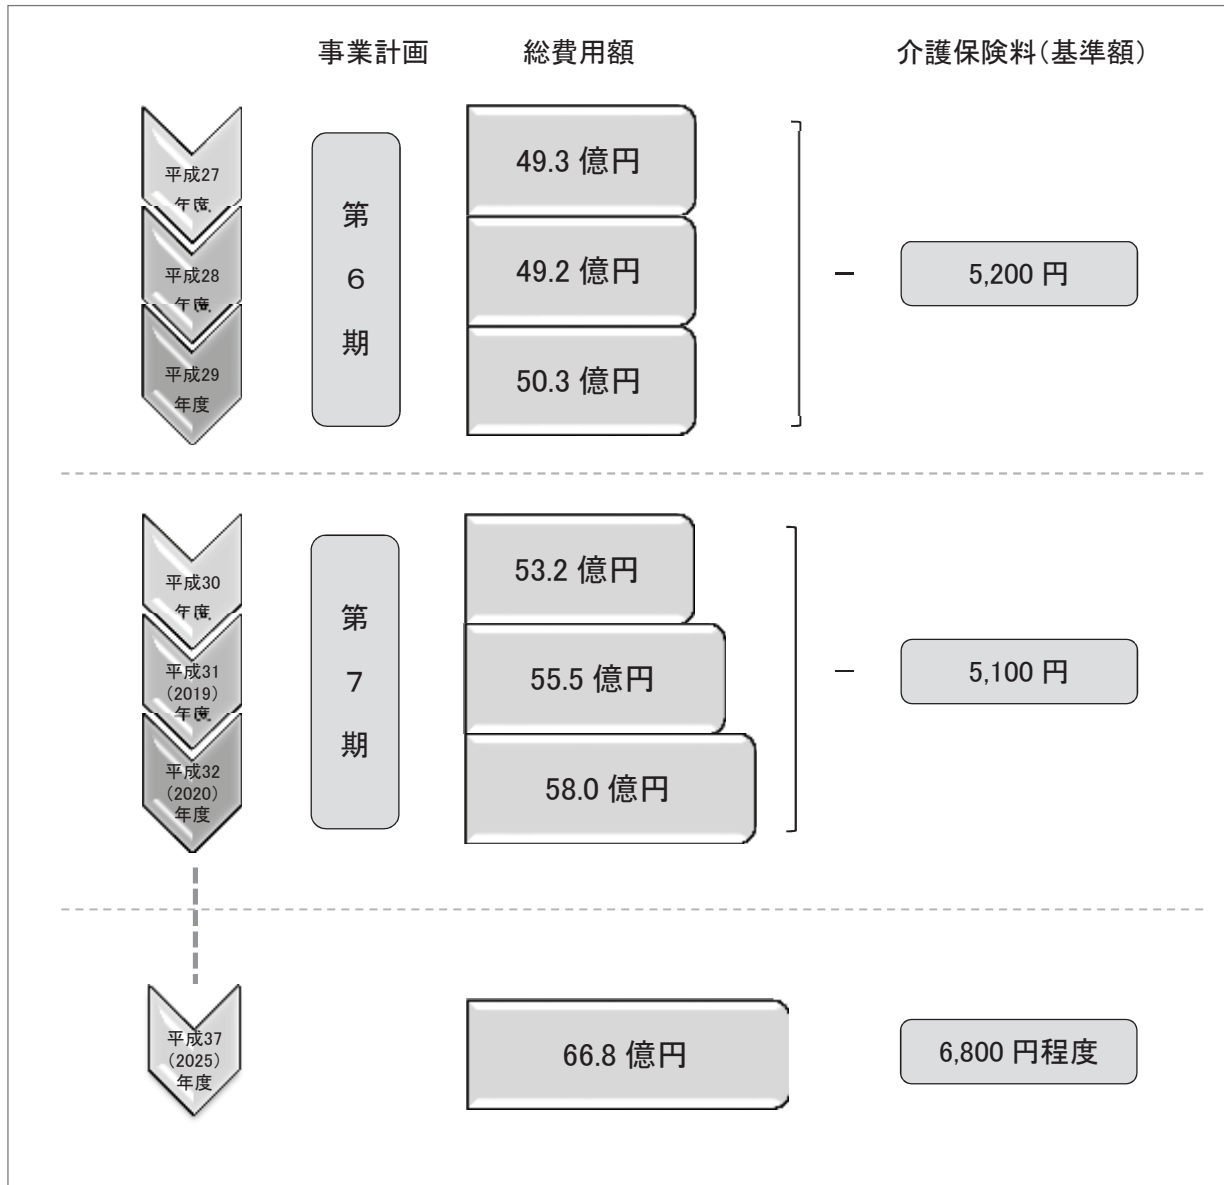 事業計画
総費用額
介護保険料(基準額)
平成27
年度
平成28
年度
平成29
年度
第
6
期
49.3 億円
49.2 億円
50.3 億円
5,200 円
平成30
年度
平成31
(2019)
年度
平成32
(2020)
年度
第
7
期
53.2 億円
55.5 億円
58.0 億円
5,100 円
平成37
(2025)
年度
66.8 億円
6,800 円程度